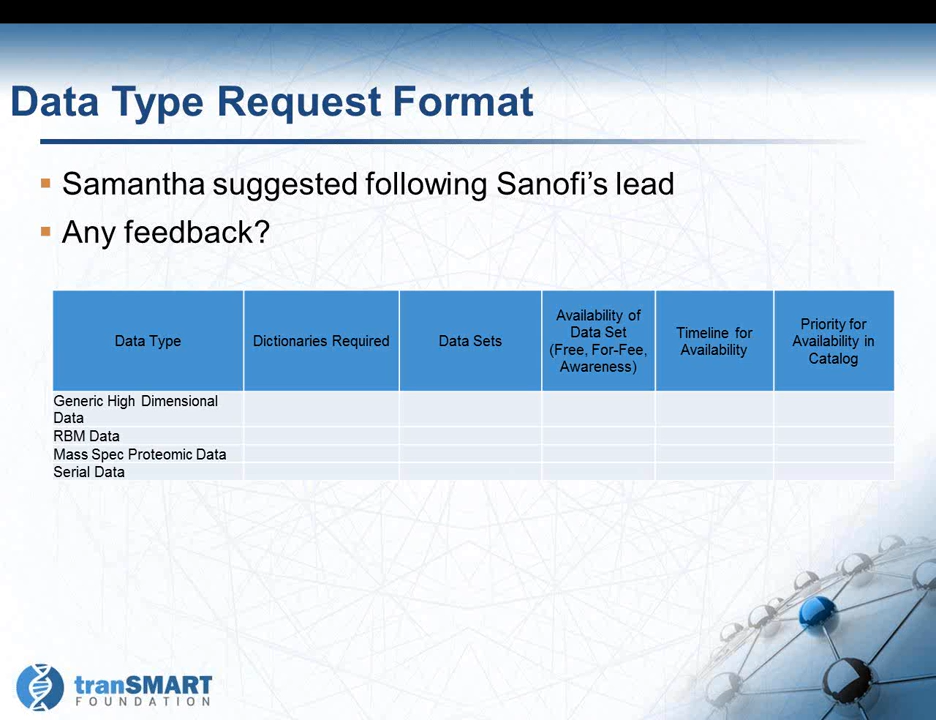 Data Type Request Format
Samantha suggested following Sanofi’s lead
Any feedback?
Data Type
Dictionaries Required
Data Sets
Availability of
Data Set
(Free, For-Fee,
Awareness)
Timeline for
Availability
Priority for
Availability in
Catalog
Generic High Dimensional
Data
RBM Data
Mass Spec Proteomic Data
Serial Data
tranSMART
FOUNDATION